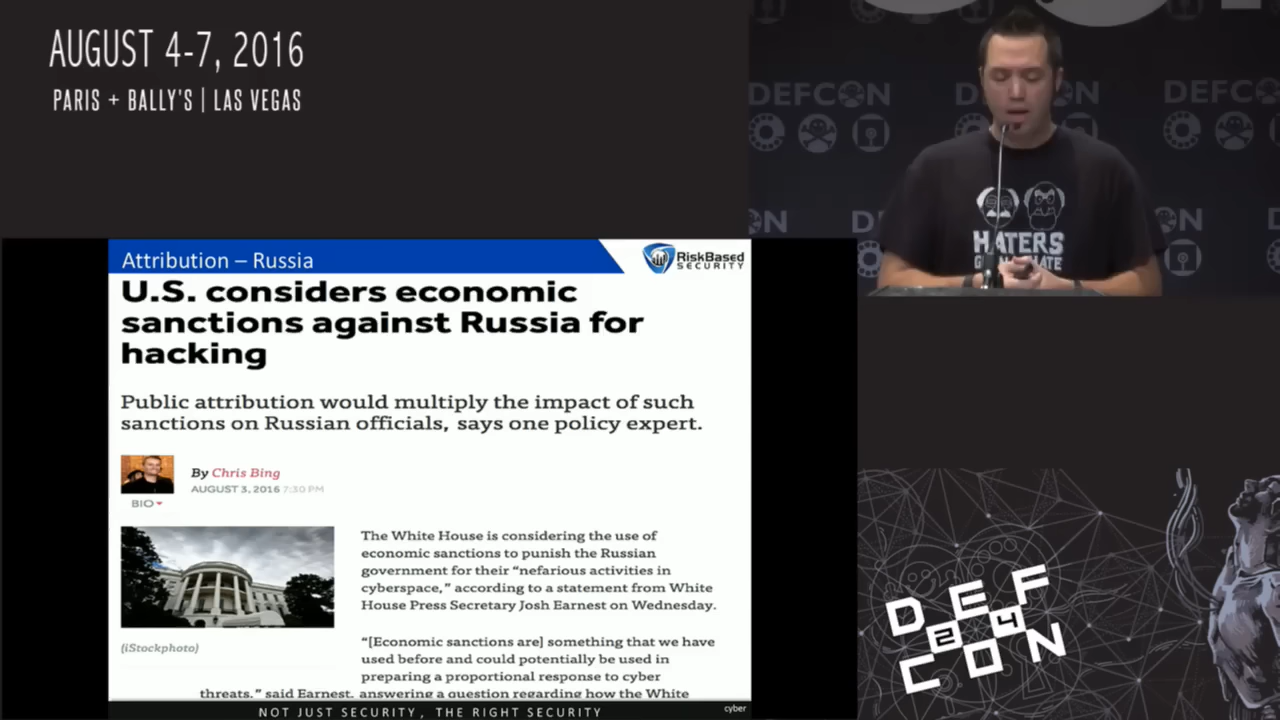 AUGUST 4-7, 2016
PARIS + BALLY'S | LAS VEGAS
DEFCON
DEFCON
HATERS
Attribution – Russia
RiskBased
SECURITY
U.S. considers economic
sanctions against Russia for
hacking
Public attribution would multiply the impact of such
sanctions on Russian officials, says one policy expert.
By Chris Bing
AUGUST 3, 2016 7:30 PM
BIO
The White House is considering the use of
economic sanctions to punish the Russian
government for their “nefarious activities in
cyberspace,” according to a statement from White
House Press Secretary Josh Earnest on Wednesday.
(iStockphoto)
“[Economic sanctions are] something that we have
used before and could potentially be used in
preparing a proportional response to cyber
threats,” said Earnest, answering a question regarding how the White
NOT JUST SECURITY, THE RIGHT SECURITY
cyber
DEF
24
CON